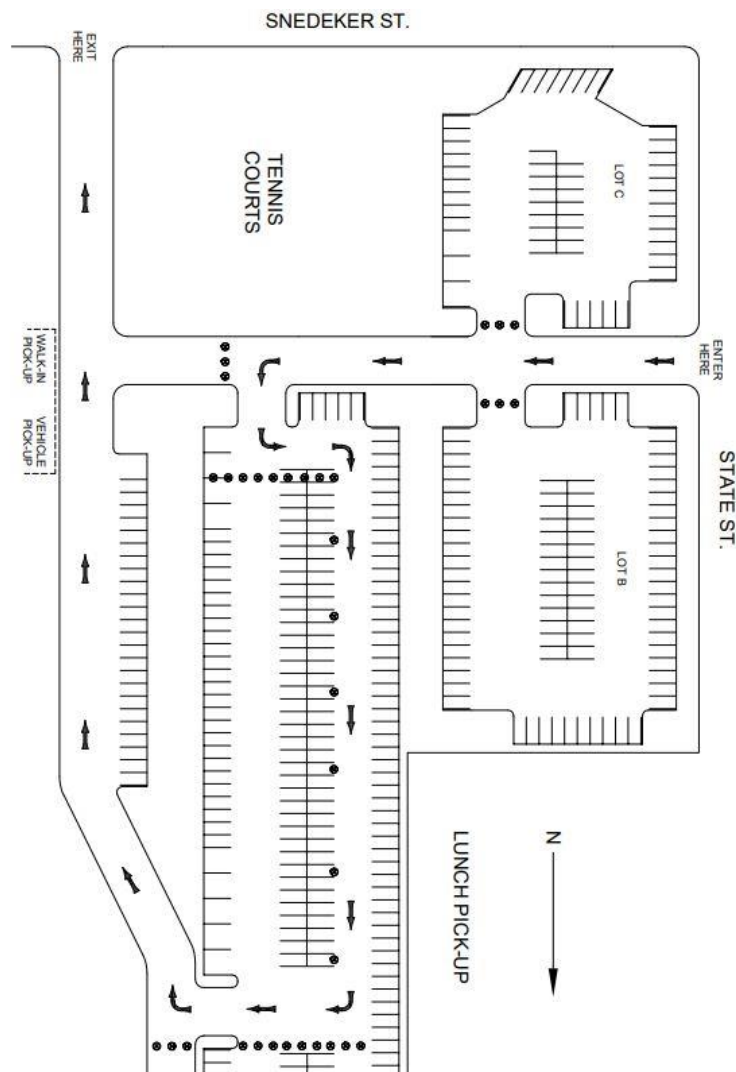 SNEDEKER ST.
EXIT
HERE
TENNIS
COURTS
LOT C
ENTER
HERE
WALK-IN
PICK-UP
VEHICLE
PICK-UP
STATE ST.
LOT B
N
LUNCH PICK-UP